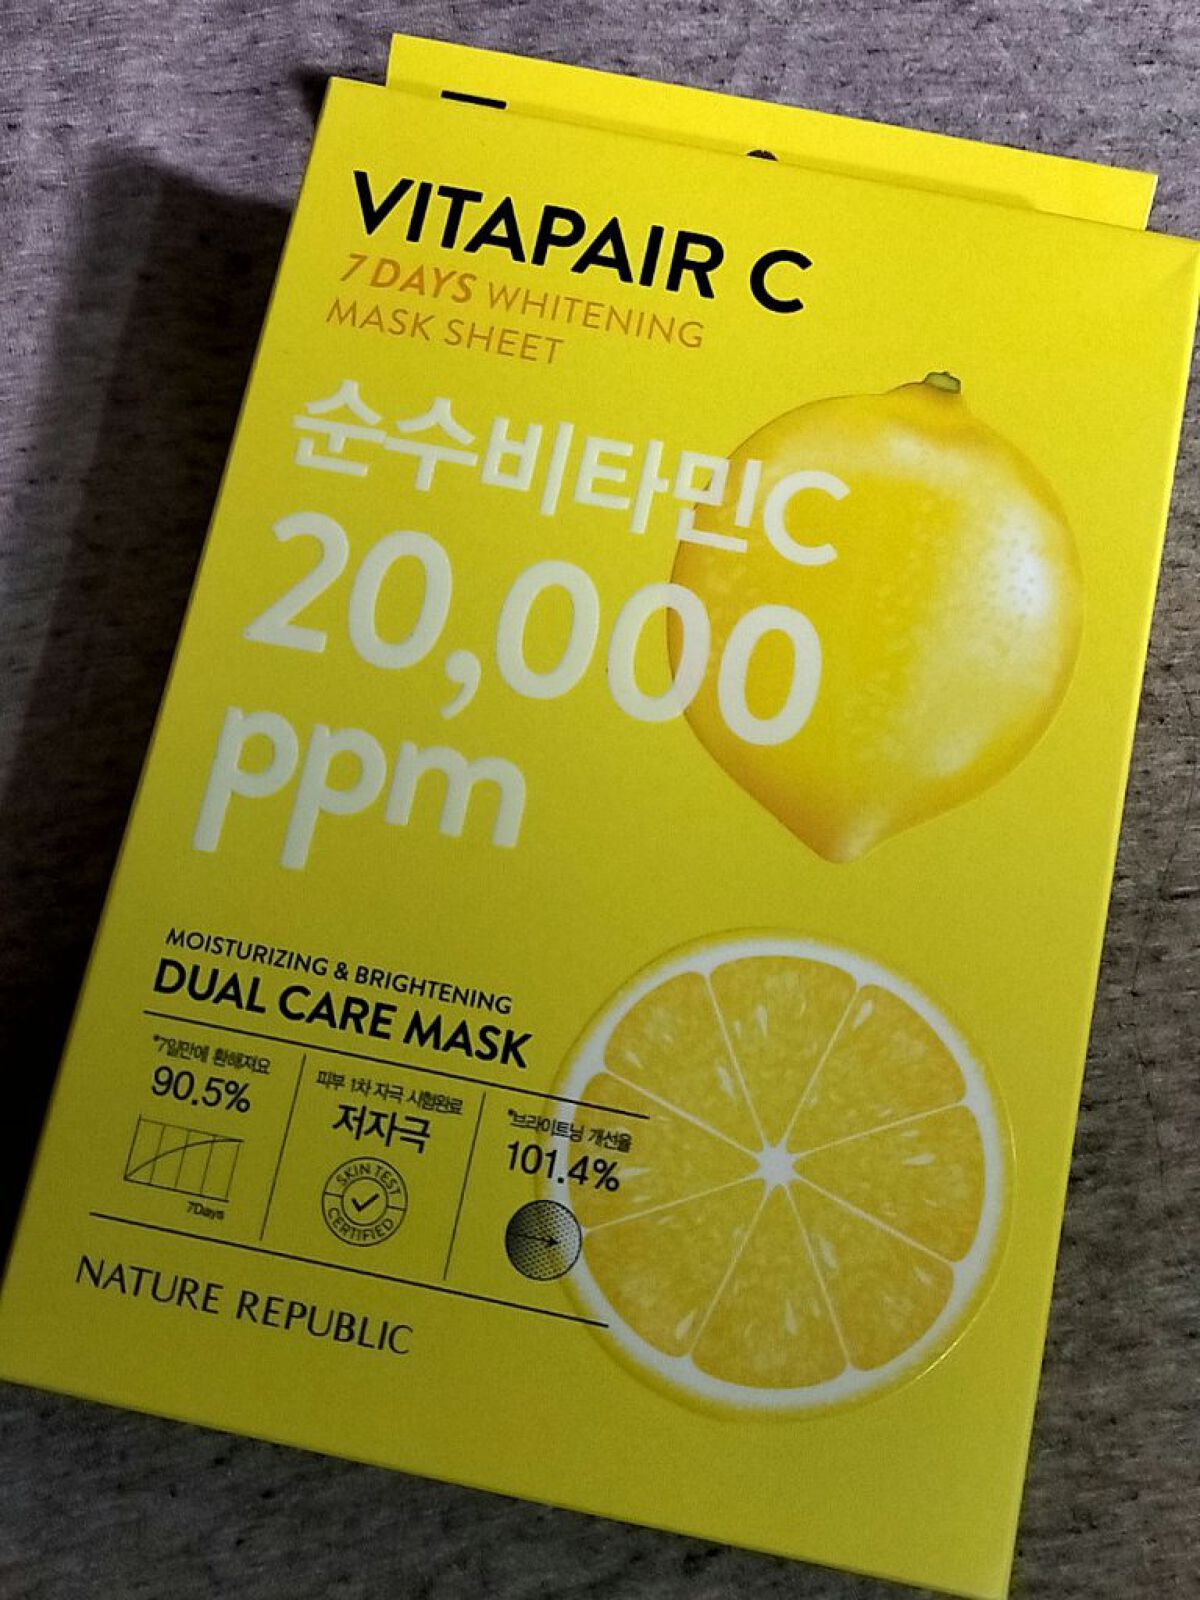 VITAPAIR C
7 DAYS WHITENING
MASK SHEET
순수비타민C
20,000
ppm
MOISTURIZING & BRIGHTENING
DUAL CARE MASK
*7일만에 환해져요
90.5%
7Days
피부 1차 자극 시험완료
저자극
SKIN TEST
CERTIFIED
*브라이트닝 개선율
101.4%
NATURE REPUBLIC